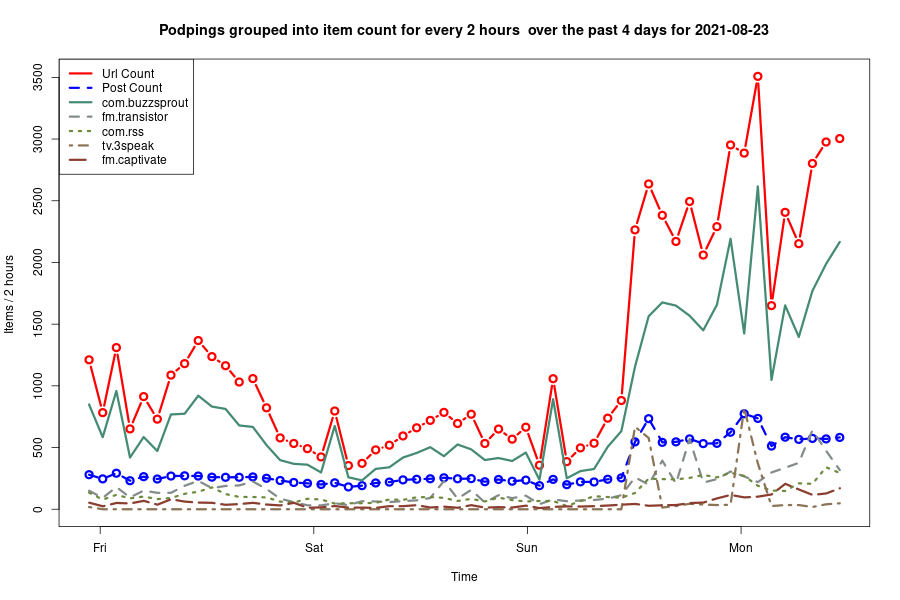 Podpings grouped into item count for every 2 hours  over the past 4 days for 2021-08-23
Url Count
Post Count
com.buzzsprout
fm.transistor
com.rss
tv.3speak
fm.captivate
Items / 2 hours
3500
3000
2500
2000
1500
1000
500
0
Fri
Sat
Sun
Mon
Time